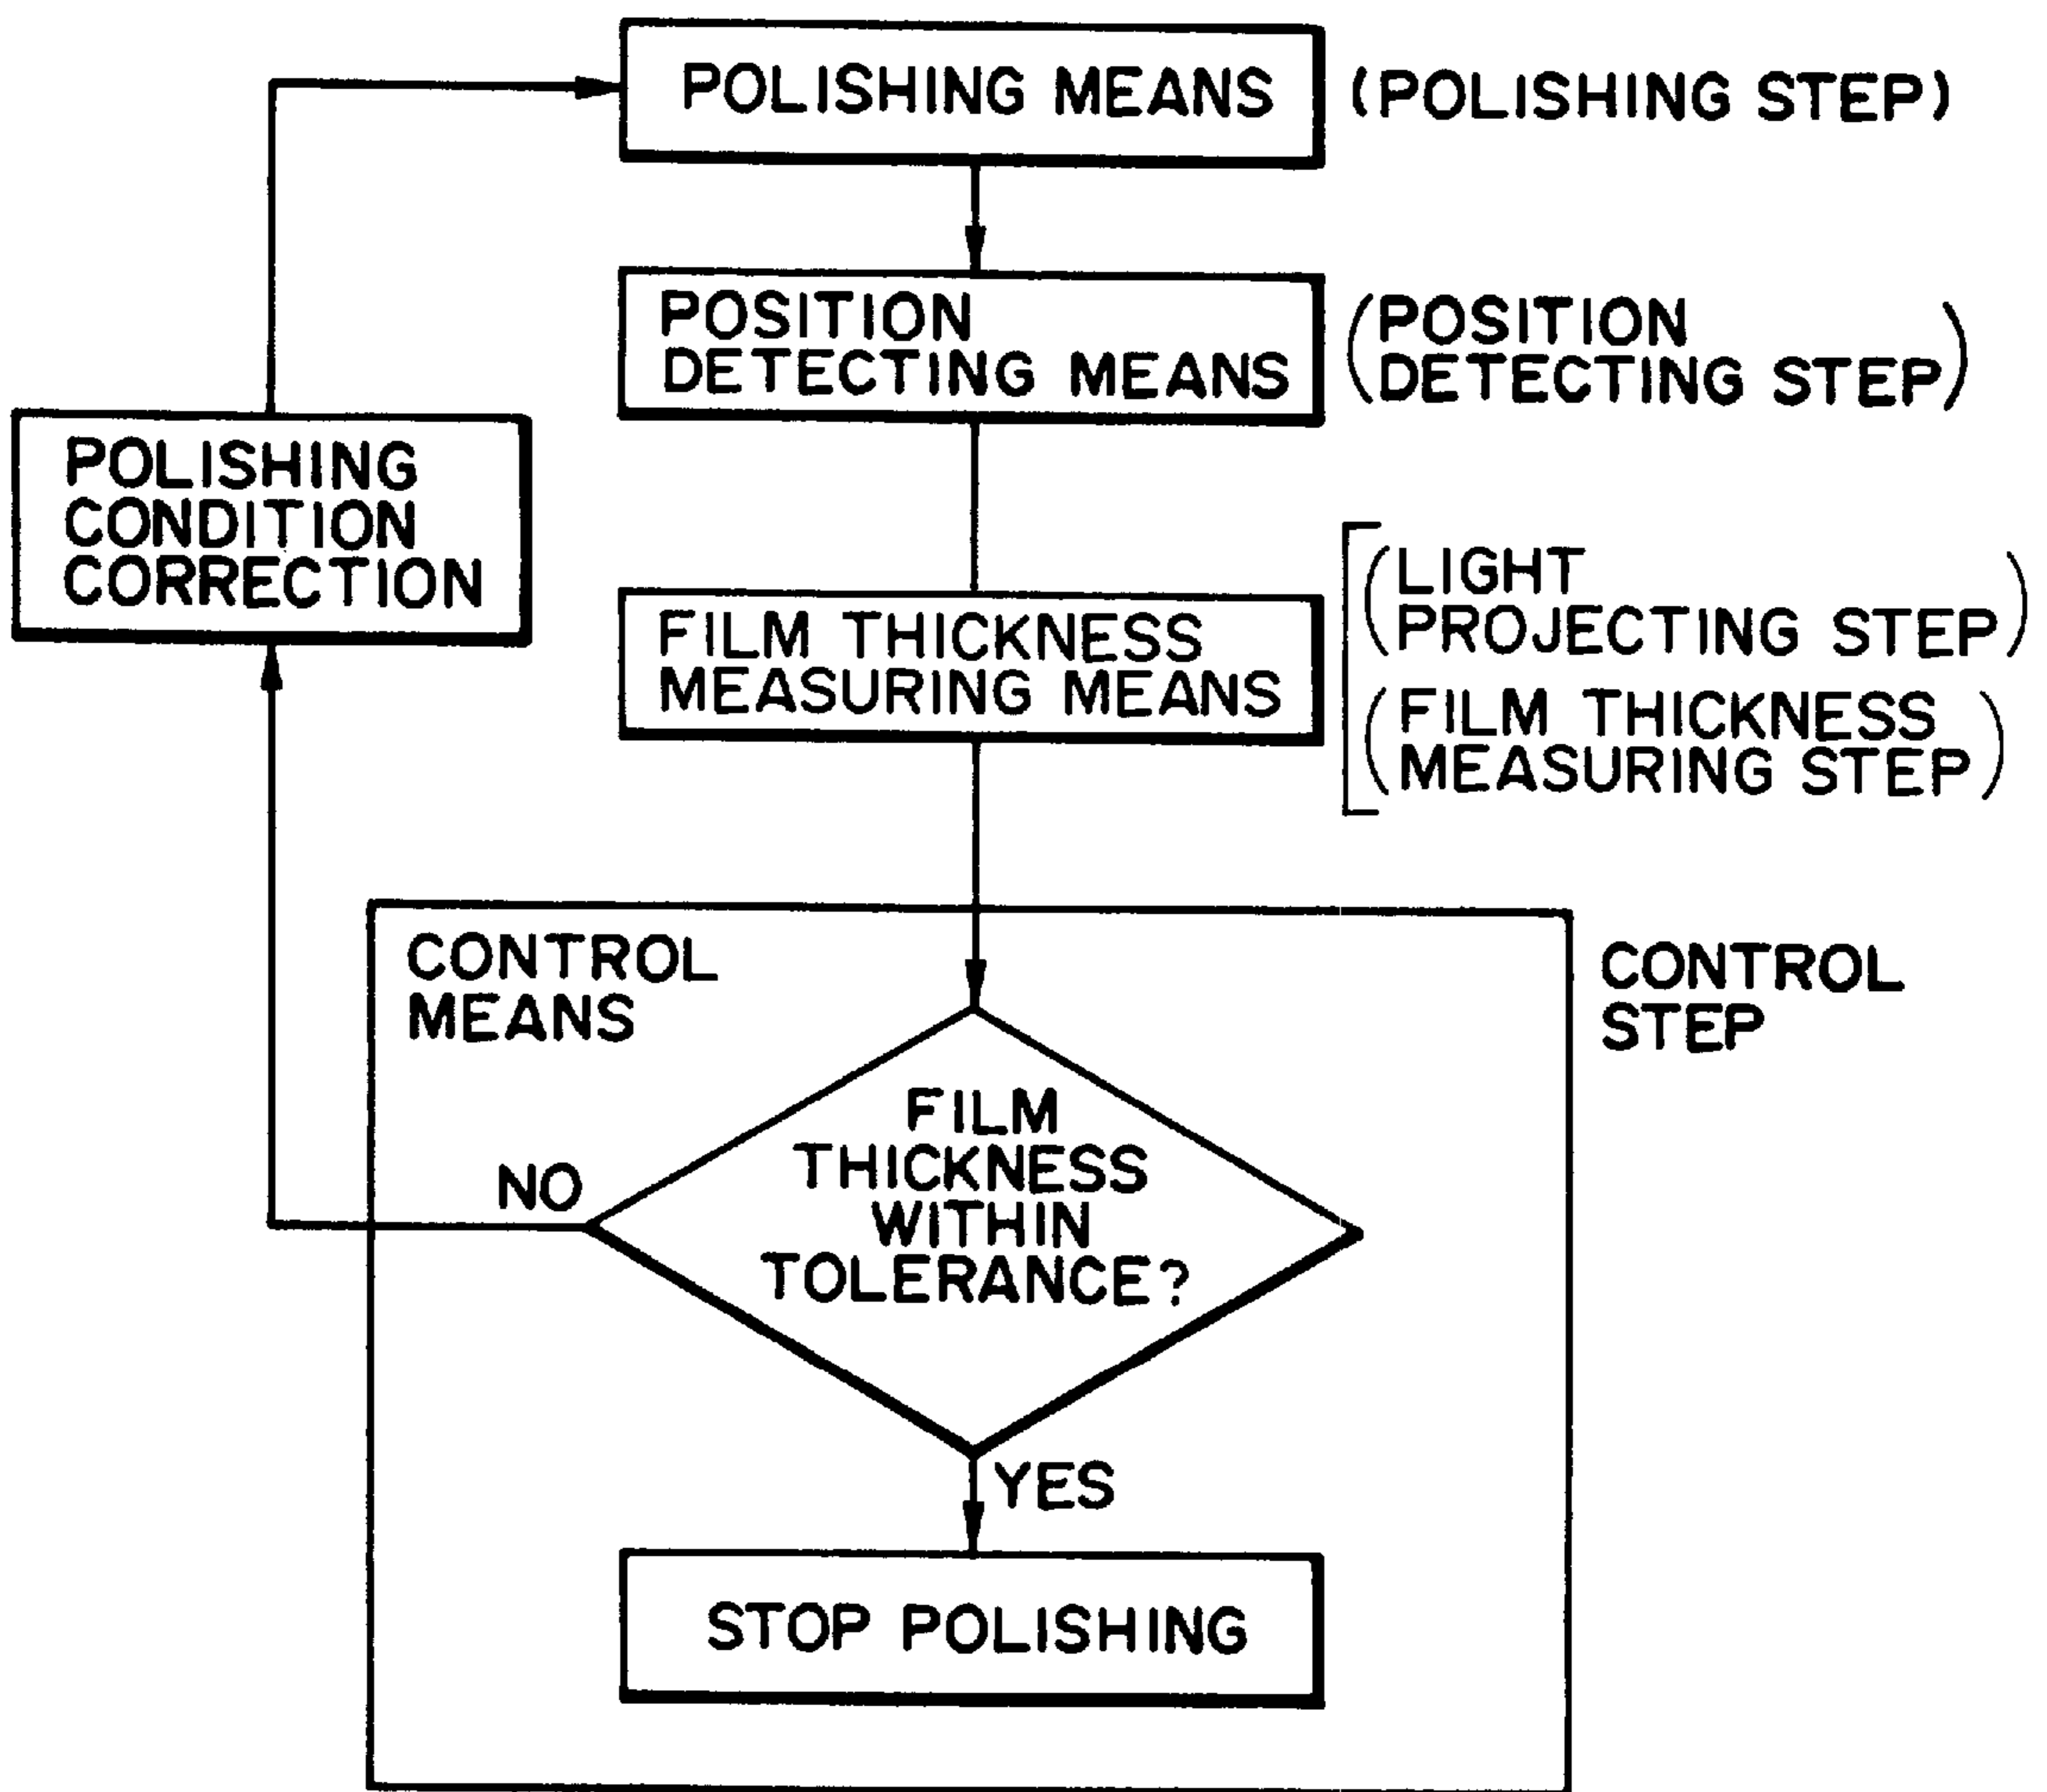 POLISHING MEANS
(POLISHING STEP)
POSITION
DETECTING MEANS
(POSITION
DETECTING STEP)
POLISHING
CONDITION
CORRECTION
FILM THICKNESS
MEASURING MEANS
(LIGHT
PROJECTING STEP)
(FILM THICKNESS
MEASURING STEP)
CONTROL
MEANS
CONTROL
STEP
FILM
THICKNESS
WITHIN
TOLERANCE?
NO
YES
STOP POLISHING